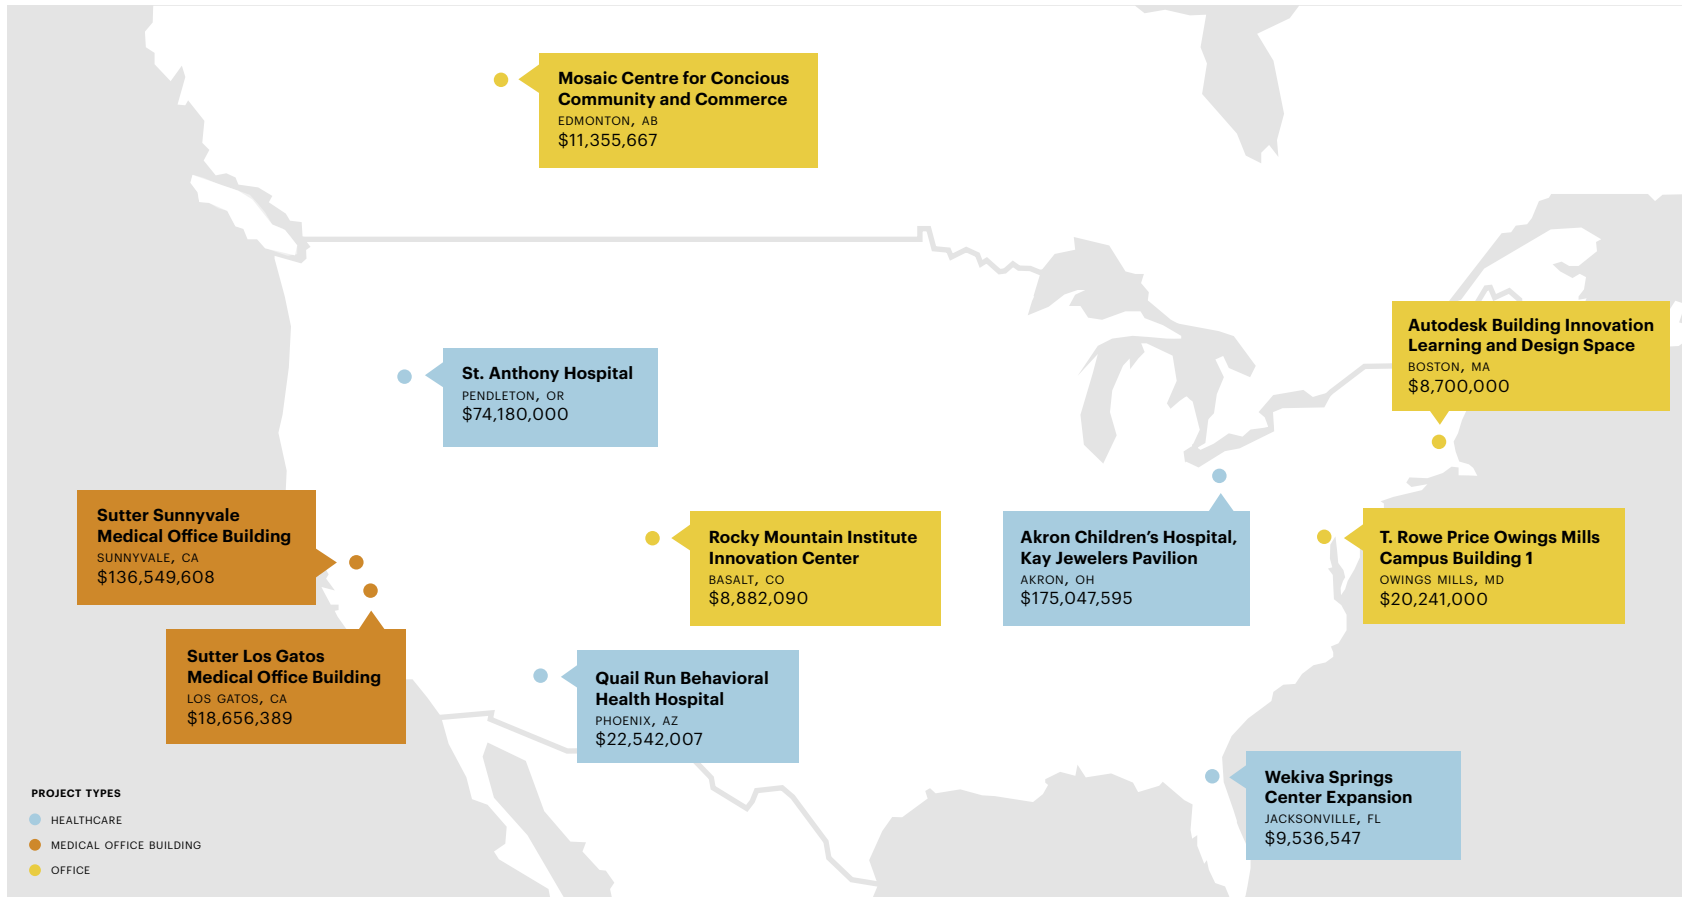 Mosaic Centre for Concious
Community and Commerce
EDMONTON, AB
$11,355,667
Autodesk Building Innovation
Learning and Design Space
BOSTON, MA
$8,700,000
St. Anthony Hospital
PENDLETON, OR
$74,180,000
Sutter Sunnyvale
Medical Office Building
SUNNYVALE, CA
$136,549,608
Rocky Mountain Institute
Innovation Center
BASALT, CO
$8,882,090
Akron Children’s Hospital,
Kay Jewelers Pavilion
AKRON, OH
$175,047,595
T. Rowe Price Owings Mills
Campus Building 1
OWINGS MILLS, MD
$20,241,000
Sutter Los Gatos
Medical Office Building
LOS GATOS, CA
$18,656,389
Quail Run Behavioral
Health Hospital
PHOENIX, AZ
$22,542,007
Wekiva Springs
Center Expansion
JACKSONVILLE, FL
$9,536,547
PROJECT TYPES
HEALTHCARE
MEDICAL OFFICE BUILDING
OFFICE